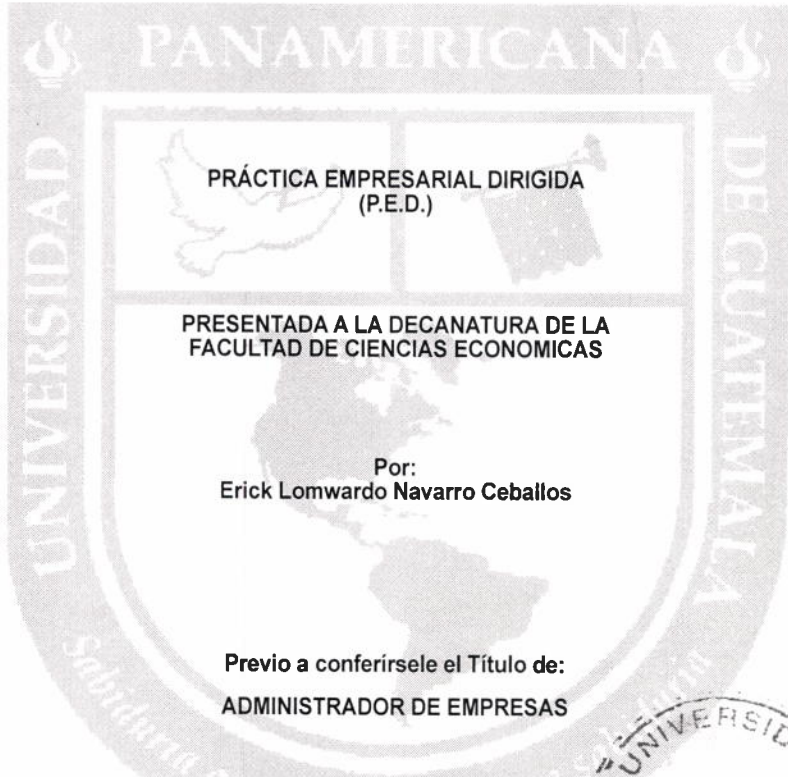 PANAMERICANA
UNIVERSIDAD
DE GUATEMALA
PRÁCTICA EMPRESARIAL DIRIGIDA
(P.E.D.)
PRESENTADA A LA DECANATURA DE LA
FACULTAD DE CIENCIAS ECONOMICAS
Por:
Erick Lomwardo Navarro Ceballos
Previo a conferírsele el Título de:
ADMINISTRADOR DE EMPRESAS
Sabiduría